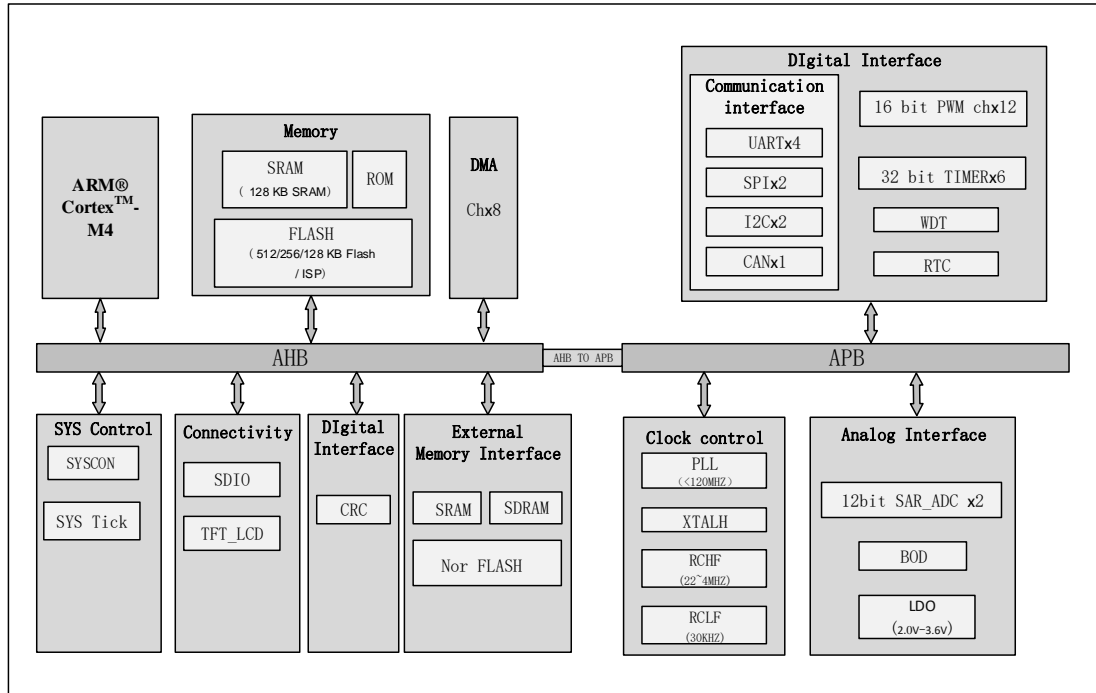 ARM®
Cortex™-
M4
Memory
SRAM
( 128 KB SRAM)
ROM
FLASH
( 512/256/128 KB Flash
/ ISP)
DMA
Chx8
DIgital Interface
Communication
interface
UARTx4
SPIx2
I2Cx2
CANx1
16 bit PWM chx12
32 bit TIMERx6
WDT
RTC
AHB
AHB TO APB
APB
SYS Control
SYSCON
SYS Tick
Connectivity
SDIO
TFT_LCD
DIgital
Interface
CRC
External
Memory Interface
SRAM
SDRAM
Nor FLASH
Clock control
PLL
(<120MHZ)
XTALH
RCHF
(22~4MHZ)
RCLF
(30KHZ)
Analog Interface
12bit SAR_ADC x2
BOD
LDO
(2.0V-3.6V)